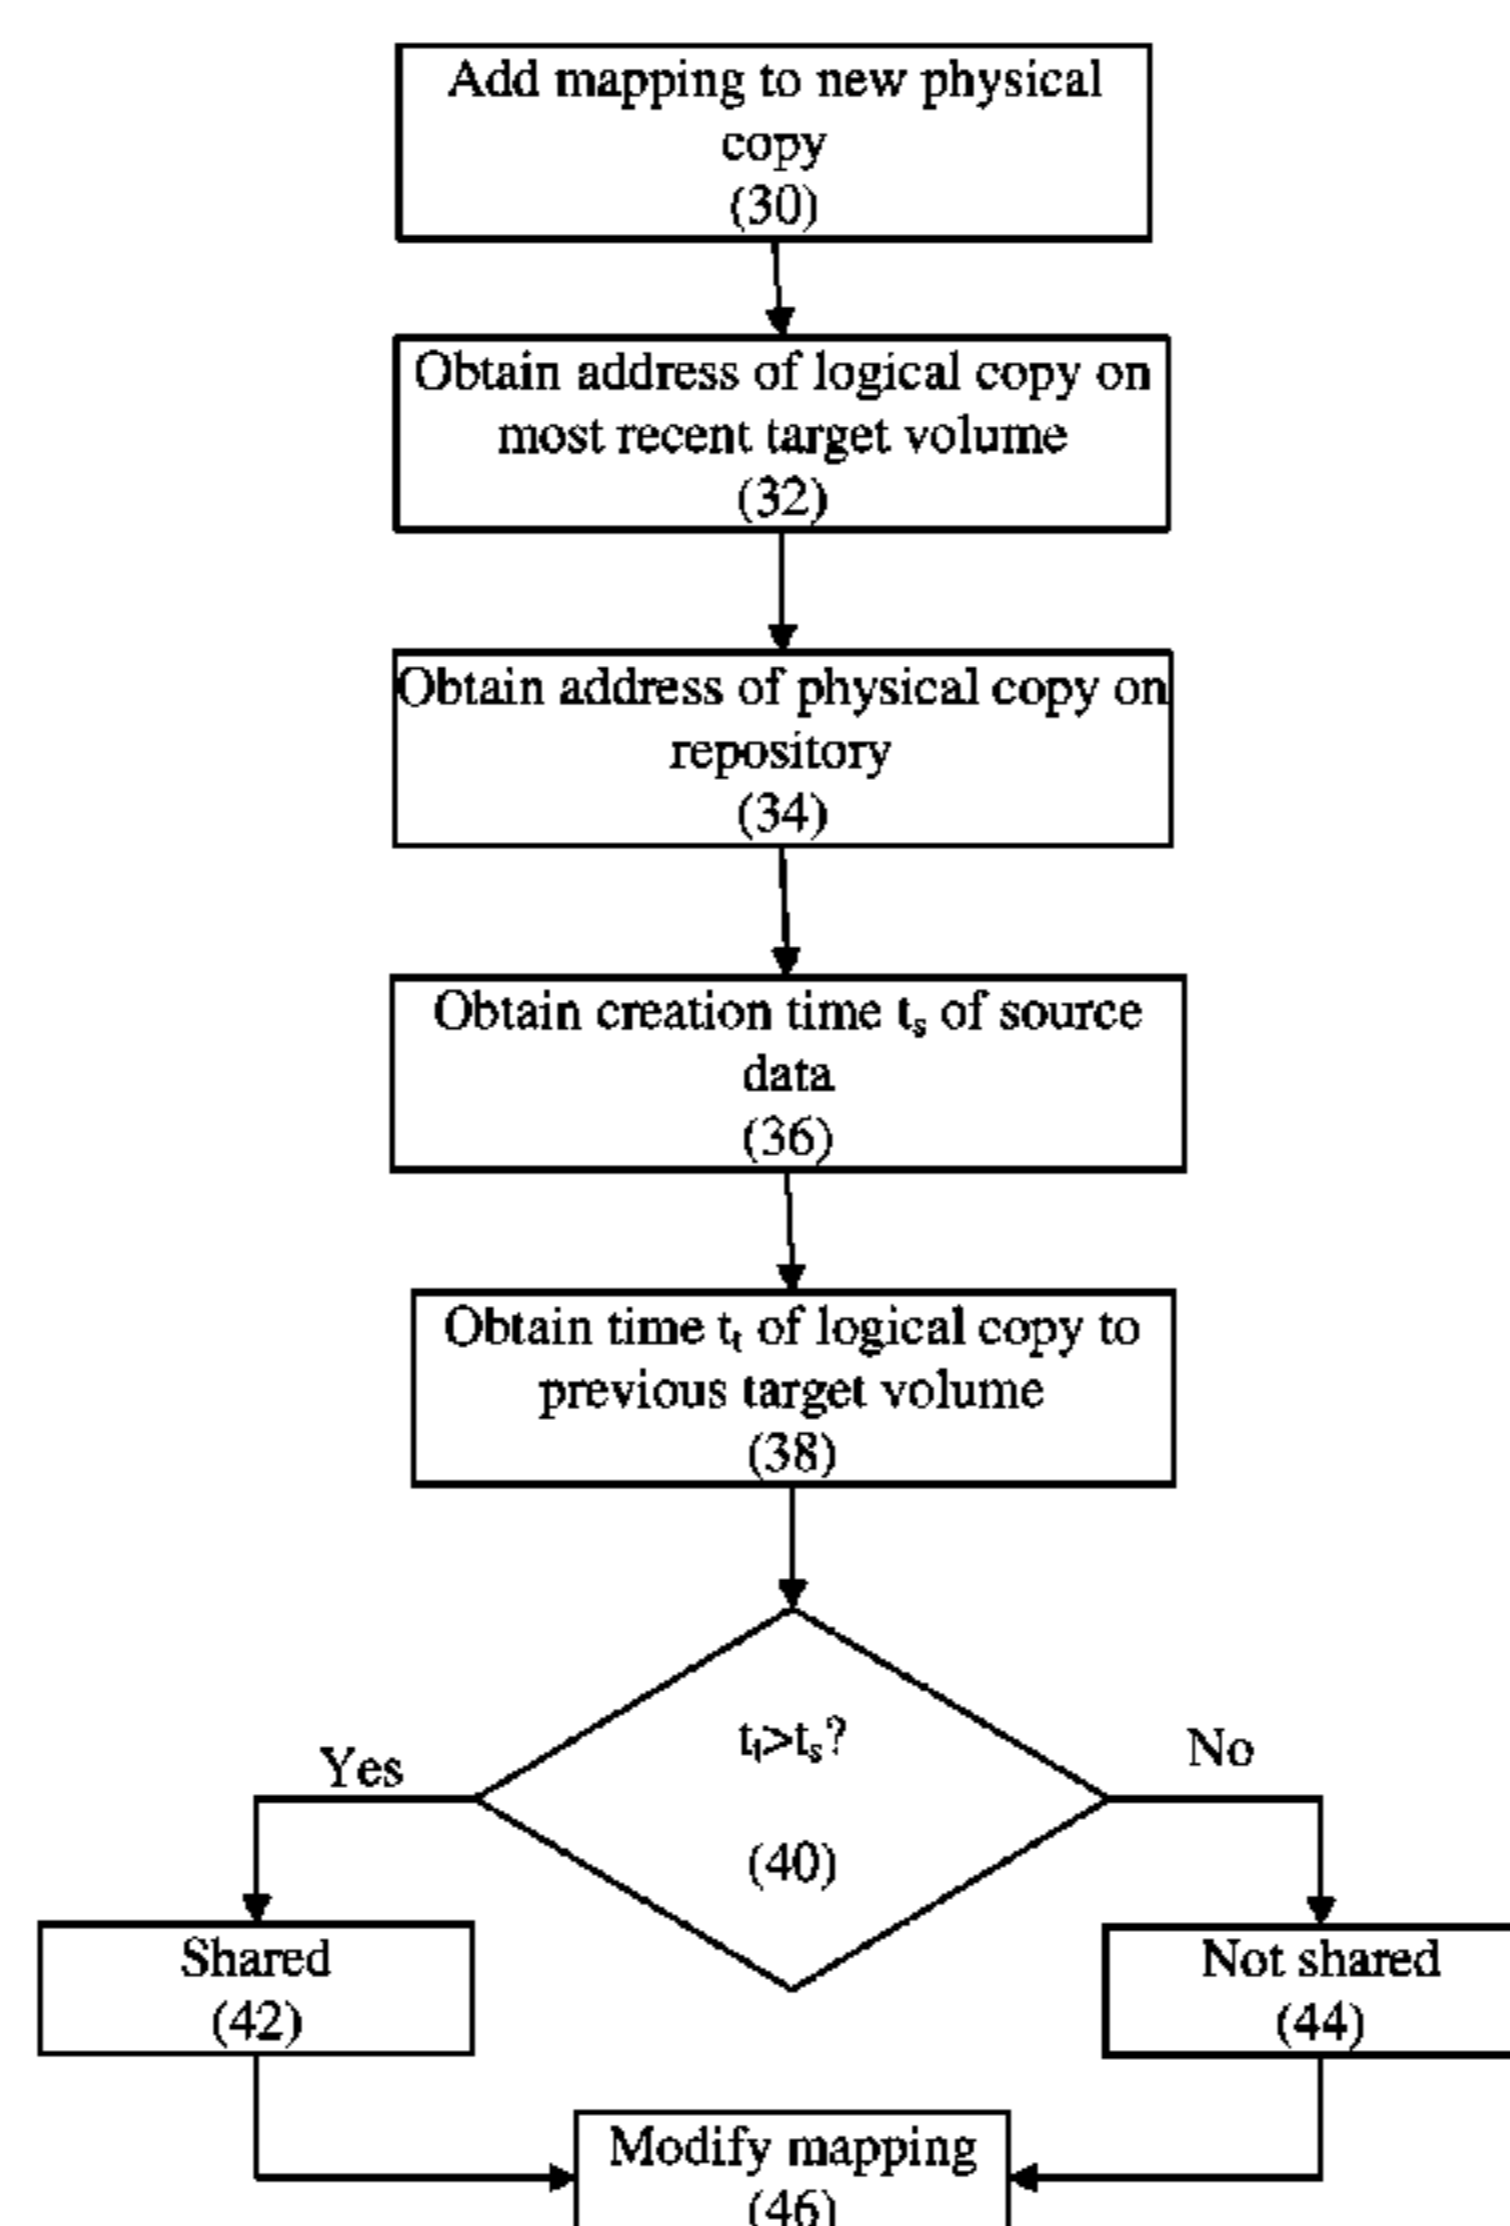 Add mapping to new physical
copy
(30)
Obtain address of logical copy on
most recent target volume
(32)
Obtain address of physical copy on
repository
(34)
Obtain creation time tₛ of source
data
(36)
Obtain time tₜ of logical copy to
previous target volume
(38)
tₜ>tₛ?
(40)
Yes
No
Shared
(42)
Not shared
(44)
Modify mapping
(46)